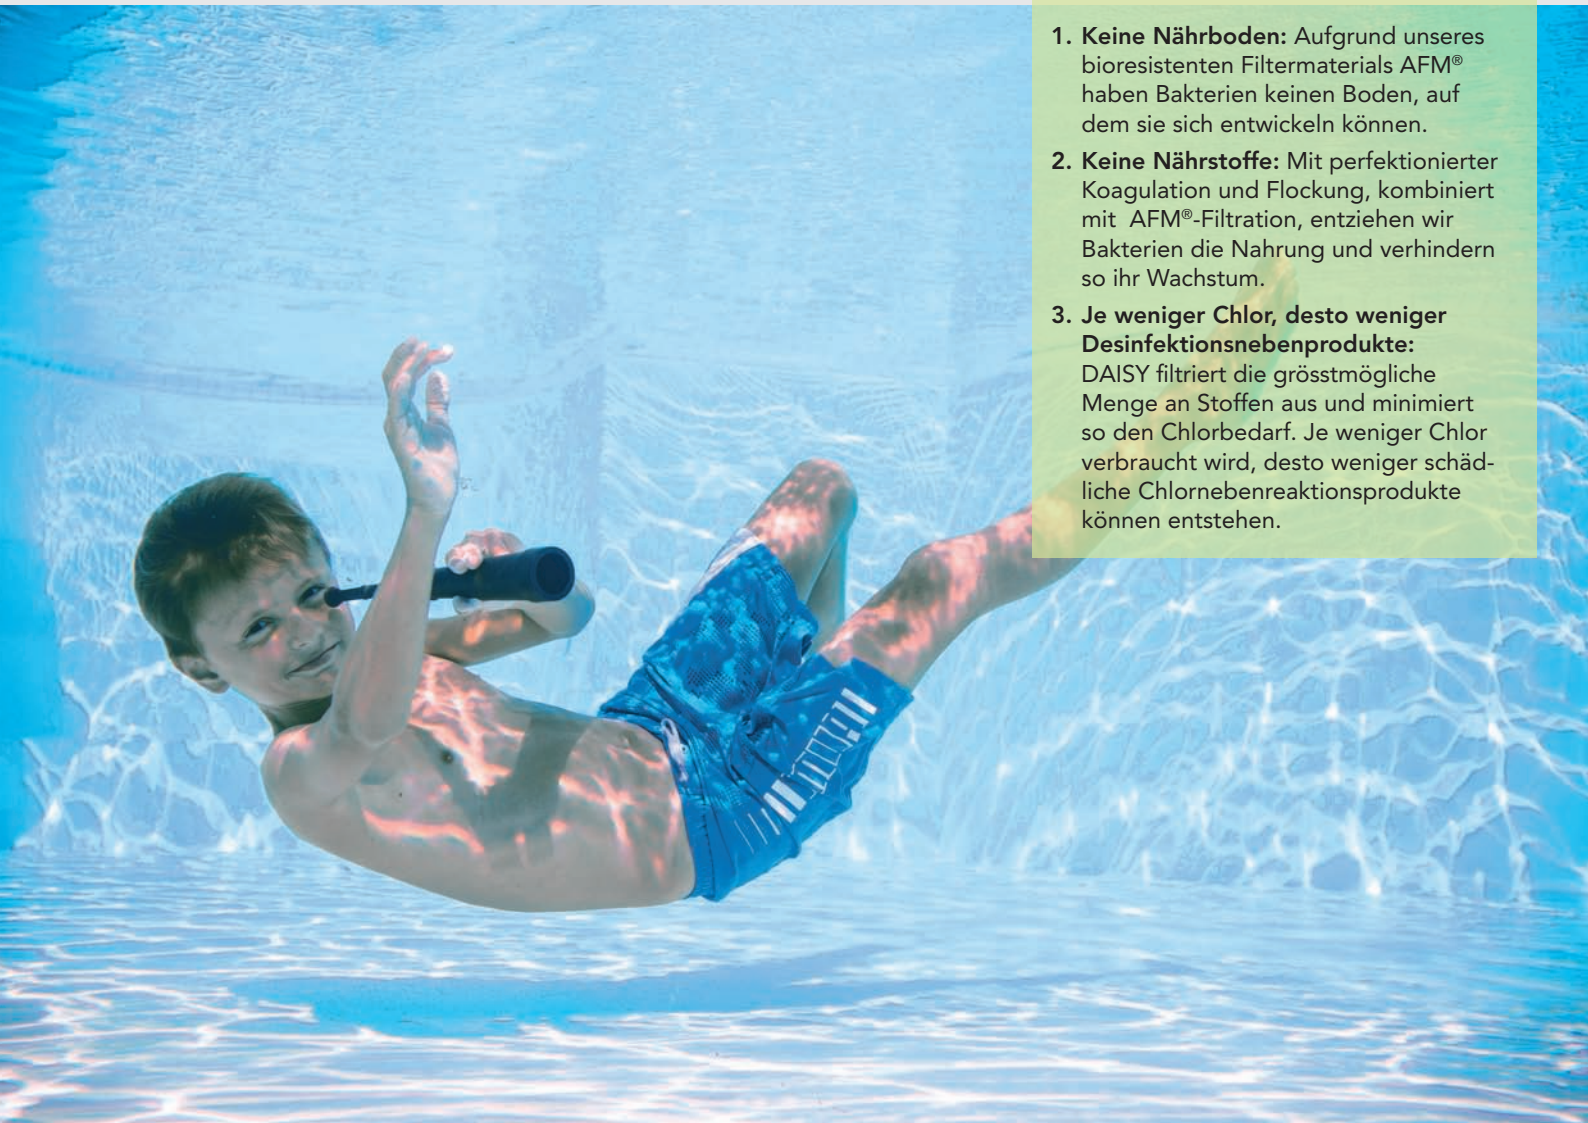 1. Keine Nährboden: Aufgrund unseres
bioresistenten Filtermaterials AFM®
haben Bakterien keinen Boden, auf
dem sie sich entwickeln können.
2. Keine Nährstoffe: Mit perfektionierter
Koagulation und Flockung, kombiniert
mit AFM®-Filtration, entziehen wir
Bakterien die Nahrung und verhindern
so ihr Wachstum.
3. Je weniger Chlor, desto weniger
Desinfektionsnebenprodukte:
DAISY filtriert die grösstmögliche
Menge an Stoffen aus und minimiert
so den Chlorbedarf. Je weniger Chlor
verbraucht wird, desto weniger schäd-
liche Chlornebenreaktionsprodukte
können entstehen.